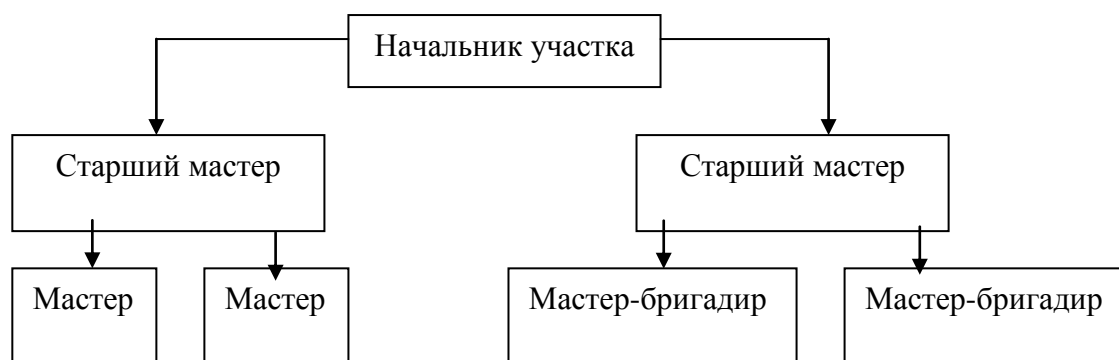 Начальник участка
Старший мастер
Старший мастер
Мастер
Мастер
Мастер-бригадир
Мастер-бригадир